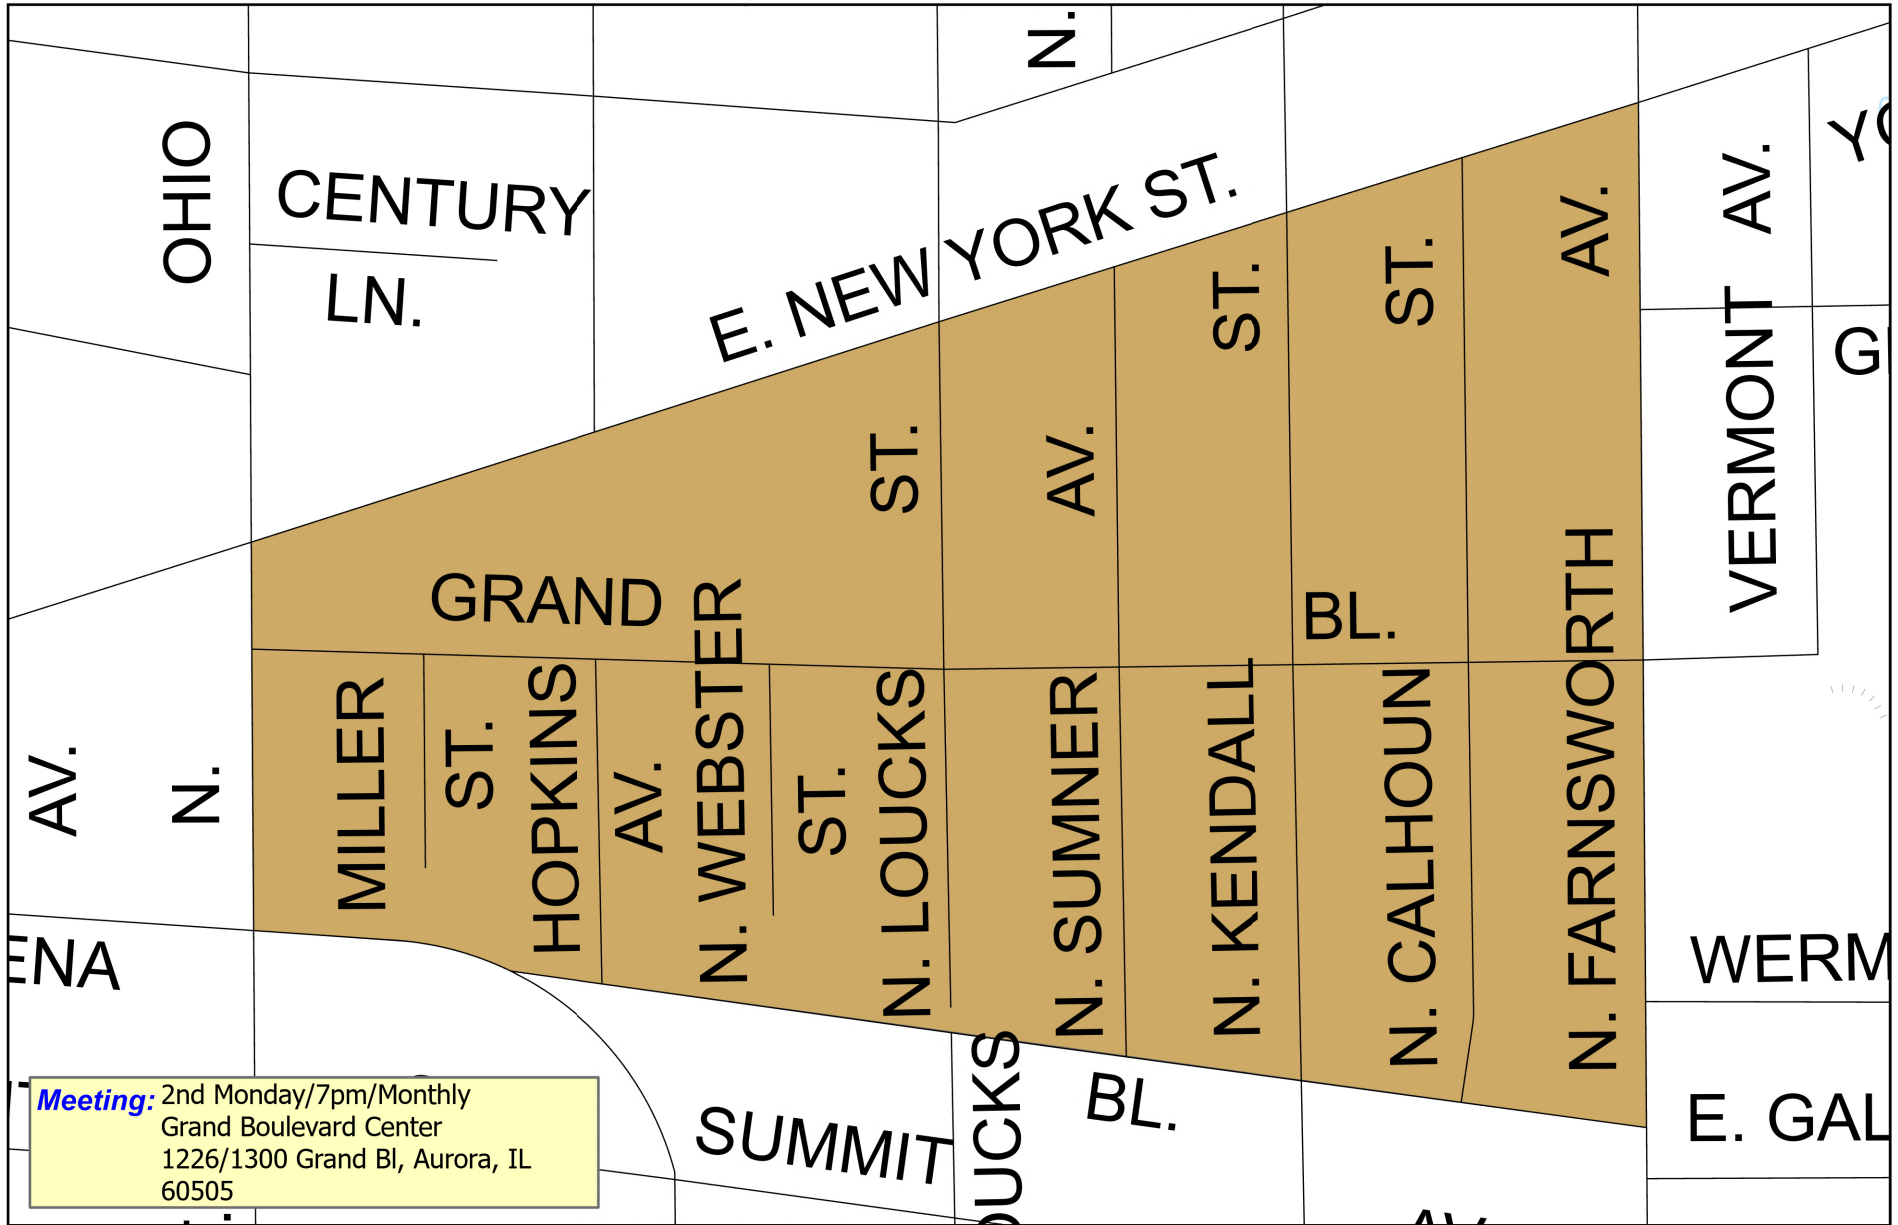 N.
OHIO
CENTURY
LN.
E. NEW YORK ST.
ST.
AV.
ST.
ST.
AV.
VERMONT AV.
GRAND
BL.
AV.
N.
MILLER
ST.
HOPKINS
AV.
N. WEBSTER
ST.
N. LOUCKS
N. SUMNER
N. KENDALL
N. CALHOUN
N. FARNSWORTH
ENA
WERM
BL.
SUMMIT
OUCKS
E. GAL
Meeting: 2nd Monday/7pm/Monthly
Grand Boulevard Center
1226/1300 Grand Bl, Aurora, IL
60505